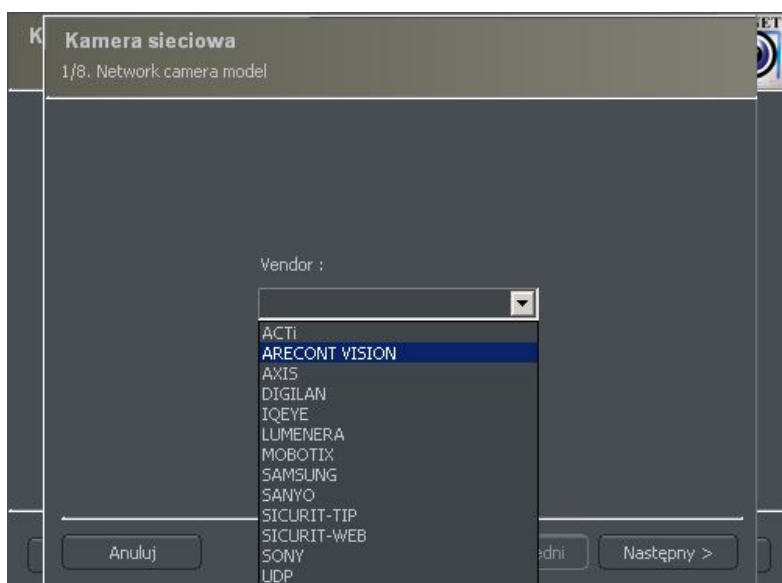 K
Kamera sieciowa
1/8. Network camera model
Vendor :
ACTi
ARECONT VISION
AXIS
DIGILAN
IQEYE
LUMENERA
MOBOTIX
SAMSUNG
SANYO
SICURIT-TIP
SICURIT-WEB
SONY
UDP
Anuluj
edni
Następny >